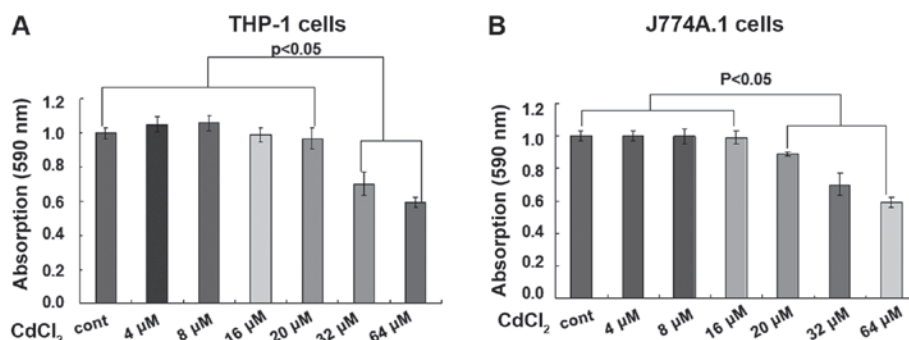 A
THP-1 cells
p<0.05
Absorption (590 nm)
1.2
1.0
0.8
0.6
0.4
0.2
0.0
CdCl2
cont
4 µM
8 µM
16 µM
20 µM
32 µM
64 µM
B
J774A.1 cells
P<0.05
Absorption (590 nm)
1.2
1.0
0.8
0.6
0.4
0.2
0.0
CdCl2
cont
4 µM
8 µM
16 µM
20 µM
32 µM
64 µM